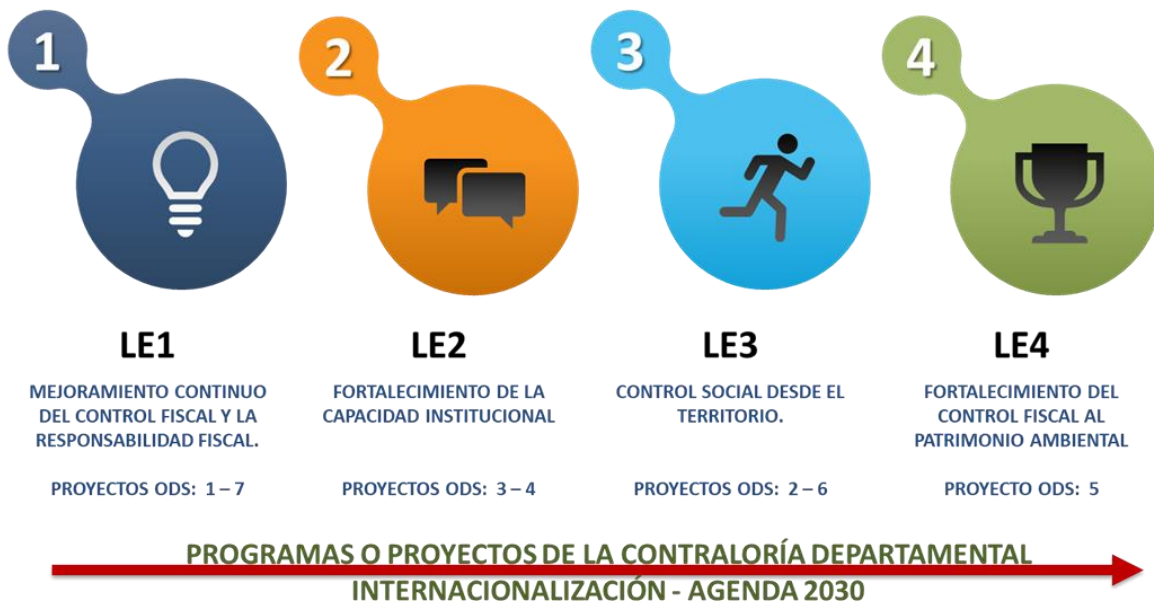 1
LE1
MEJORAMIENTO CONTINUO
DEL CONTROL FISCAL Y LA
RESPONSABILIDAD FISCAL.
PROYECTOS ODS: 1 – 7
2
LE2
FORTALECIMIENTO DE LA
CAPACIDAD INSTITUCIONAL
PROYECTOS ODS: 3 – 4
3
LE3
CONTROL SOCIAL DESDE EL
TERRITORIO.
PROYECTOS ODS: 2 – 6
4
LE4
FORTALECIMIENTO DEL
CONTROL FISCAL AL
PATRIMONIO AMBIENTAL
PROYECTO ODS: 5
PROGRAMAS O PROYECTOS DE LA CONTRALORÍA DEPARTAMENTAL
INTERNACIONALIZACIÓN - AGENDA 2030